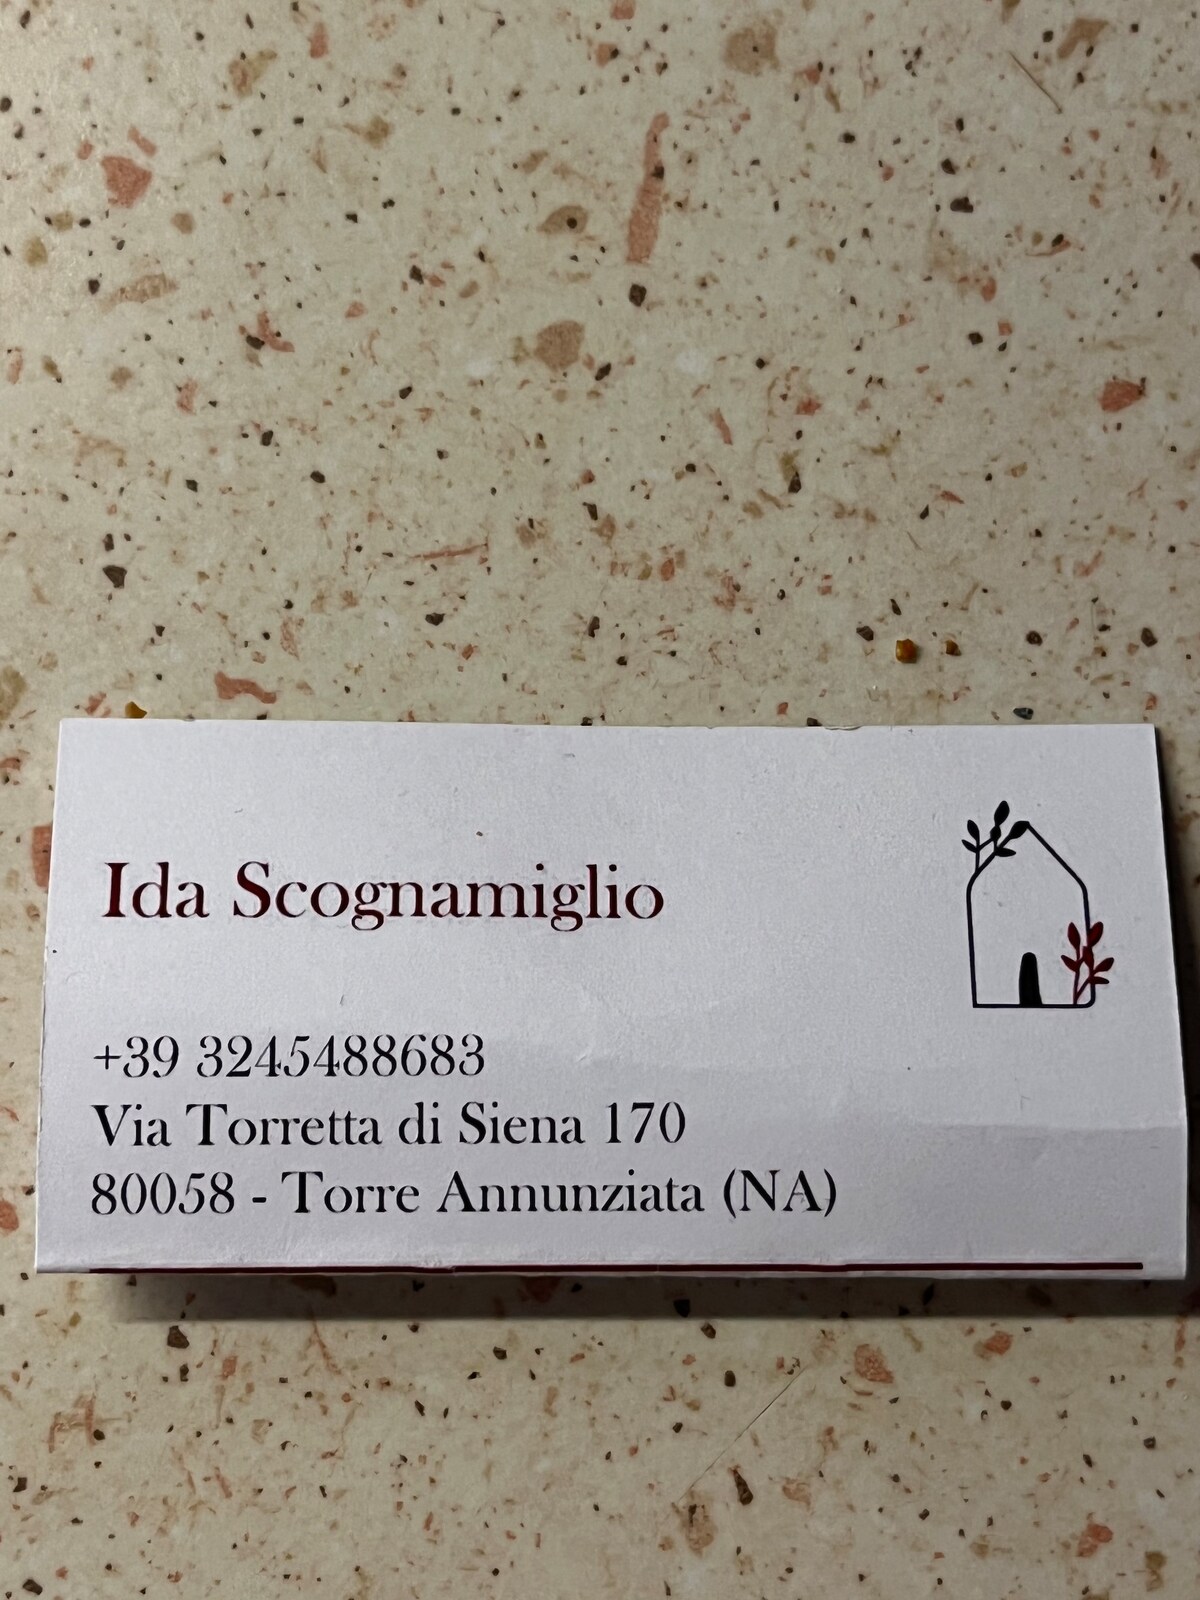 Ida Scognamiglio
+39 3245488683
Via Torretta di Siena 170
80058 - Torre Annunziata (NA)